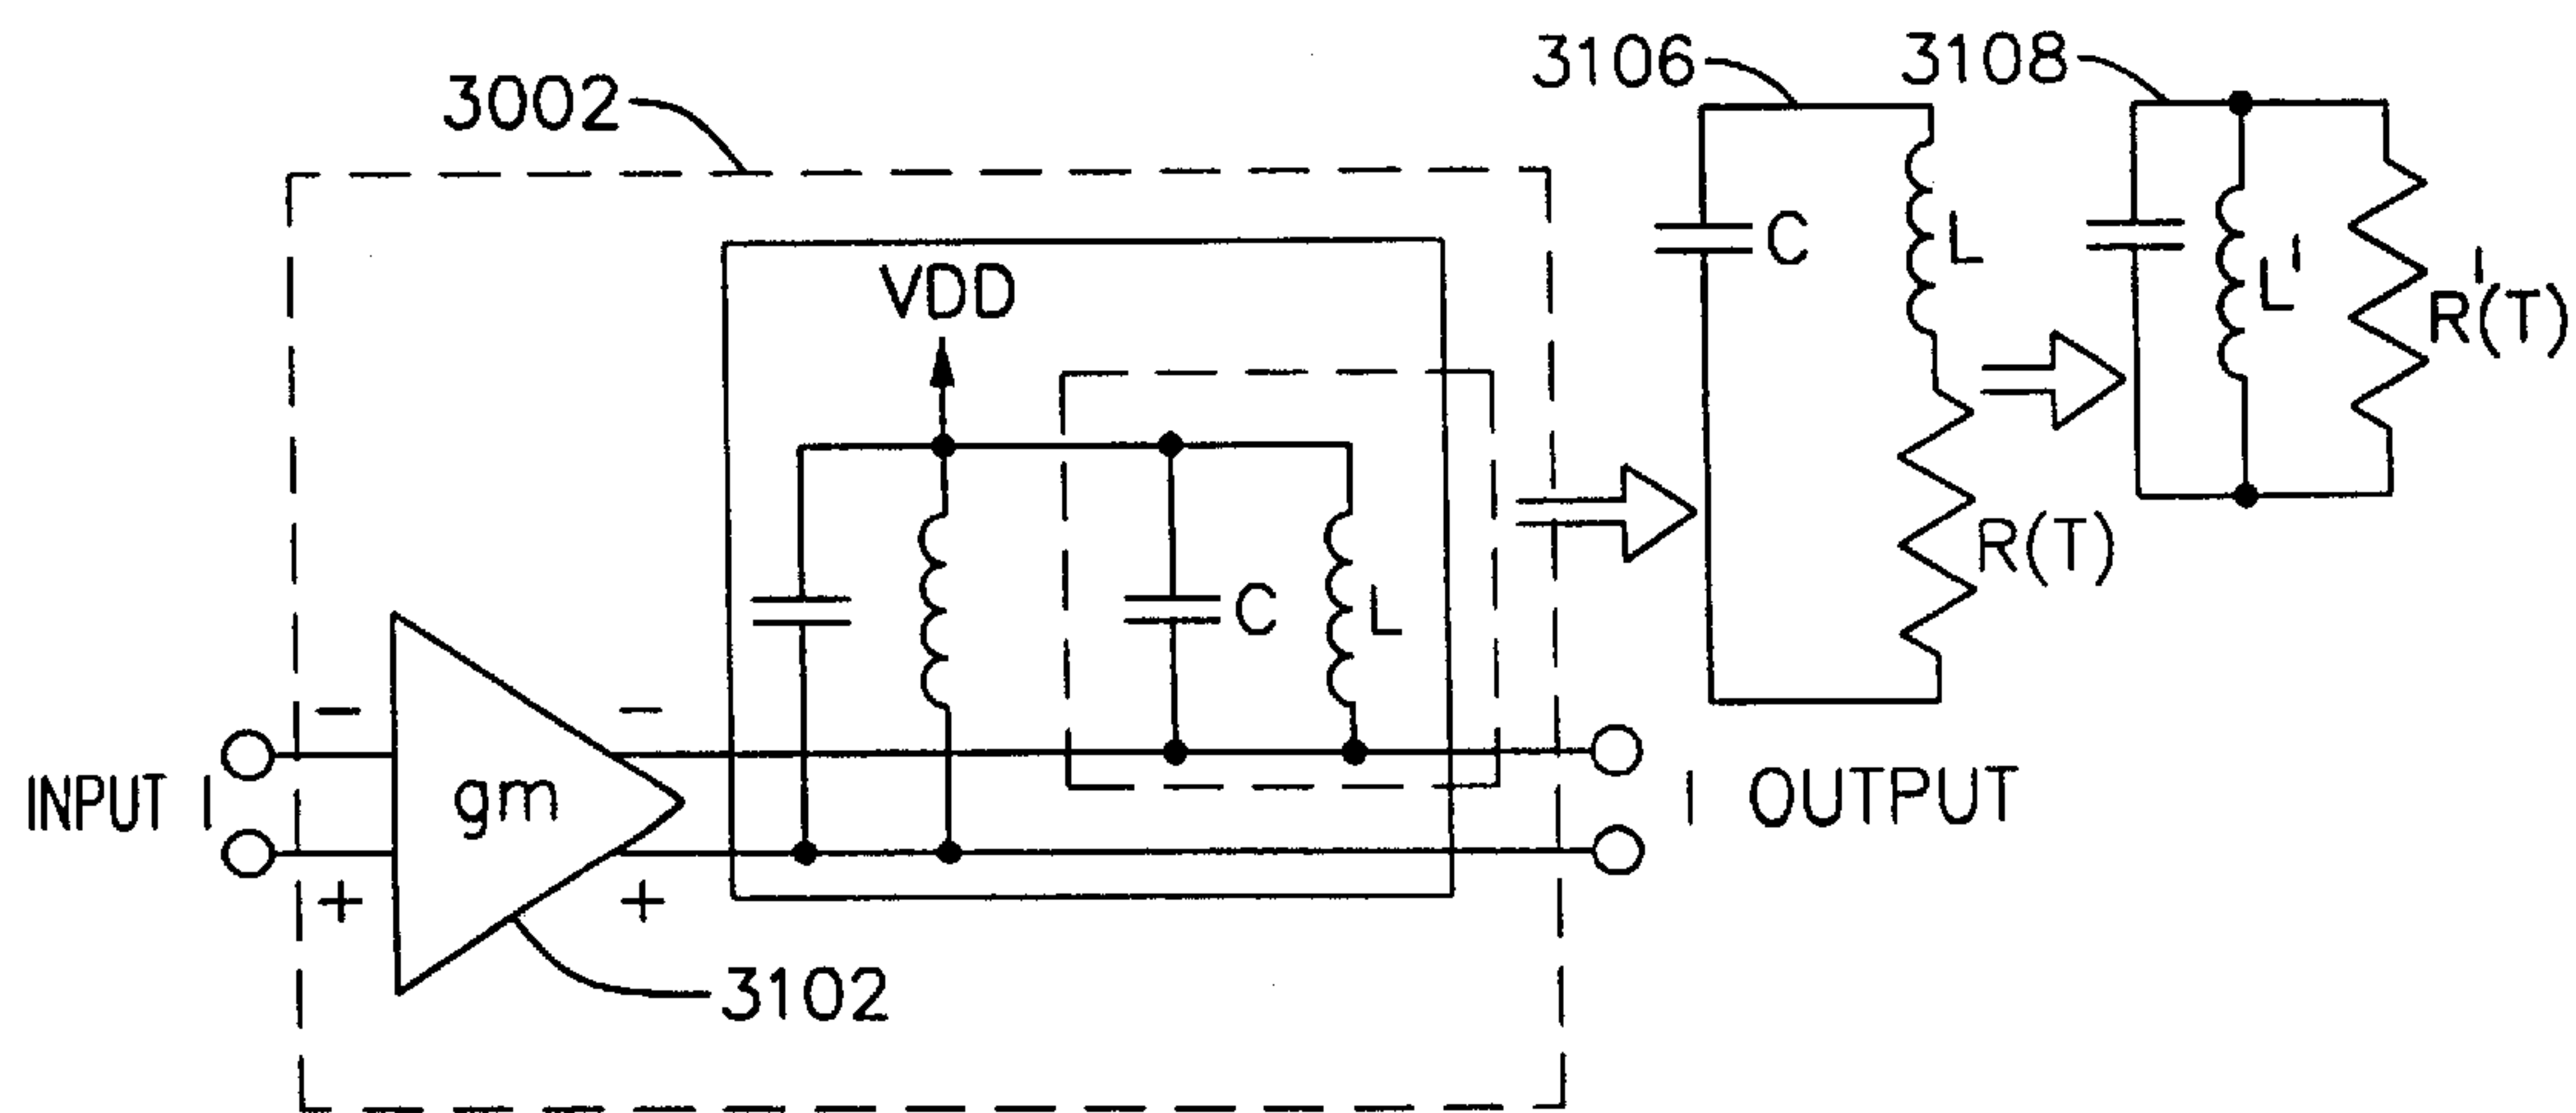 3106
3108
3002
C
L
L'
R'(T)
VDD
R(T)
C
L
−
−
INPUT I
gm
I OUTPUT
+
+
3102